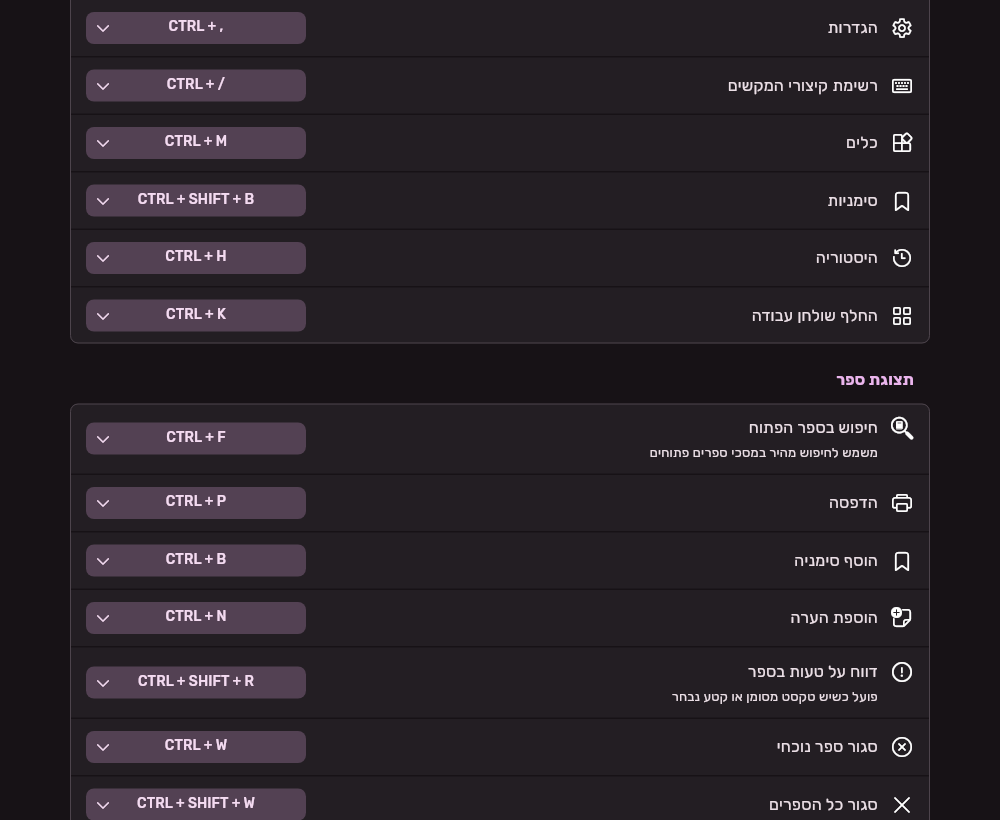 הגדרות
CTRL + ,
רשימת קיצורי המקשים
CTRL + /
כלים
CTRL + M
סימניות
CTRL + SHIFT + B
היסטוריה
CTRL + H
החלף שולחן עבודה
CTRL + K
תצוגת ספר
חיפוש בספר הפתוח
משמש לחיפוש מהיר במסכי ספרים פתוחים
CTRL + F
הדפסה
CTRL + P
הוסף סימניה
CTRL + B
הוספת הערה
CTRL + N
דווח על טעות בספר
פועל כשיש טקסט מסומן או קטע נבחר
CTRL + SHIFT + R
סגור ספר נוכחי
CTRL + W
סגור כל הספרים
CTRL + SHIFT + W